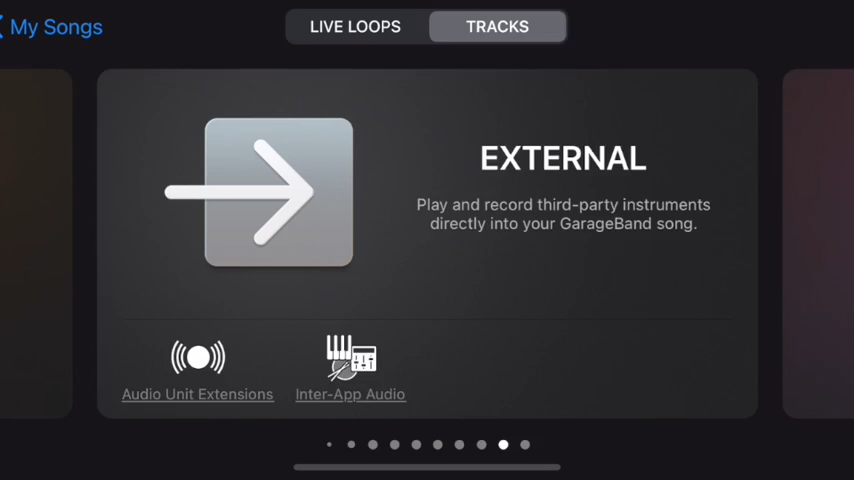 My Songs
LIVE LOOPS
TRACKS
EXTERNAL
Play and record third-party instruments
directly into your GarageBand song.
Audio Unit Extensions
Inter-App Audio